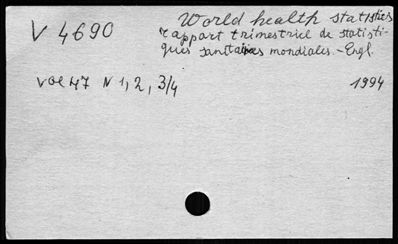 V 4690
World health statistics
rapport trimestriel de statisti-
ques sanitaires mondiales.-Engl.
vol 47 N 1, 2, 3/4 1994